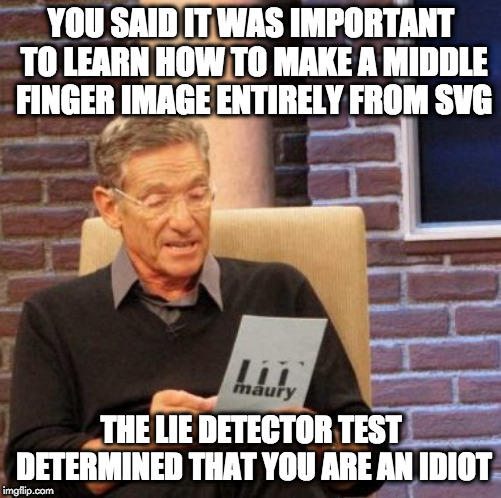 YOU SAID IT WAS IMPORTANT
TO LEARN HOW TO MAKE A MIDDLE
FINGER IMAGE ENTIRELY FROM SVG
maury
THE LIE DETECTOR TEST
DETERMINED THAT YOU ARE AN IDIOT
imgflip.com